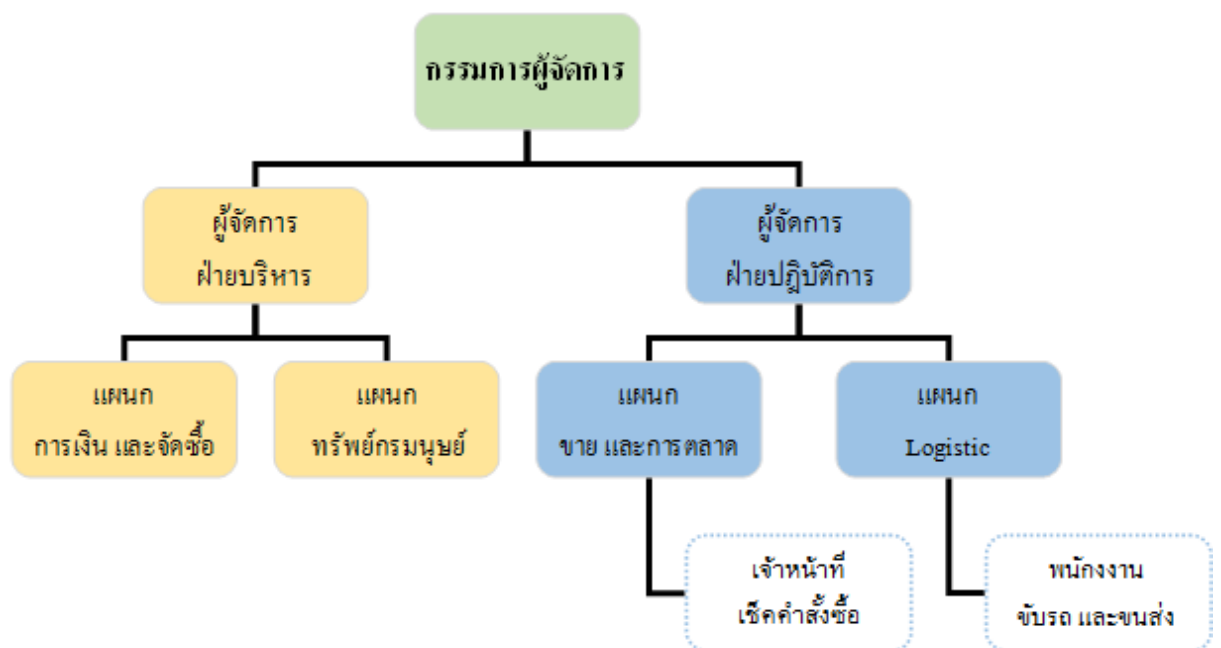 กรรมการผู้จัดการ
ผู้จัดการ
ฝ่ายบริหาร
ผู้จัดการ
ฝ่ายปฎิบัติการ
แผนก
การเงิน และจัดซื้อ
แผนก
ทรัพย์กรมนุษย์
แผนก
ขาย และการตลาด
แผนก
Logistic
เจ้าหน้าที่
เช็คคำสั้งซื้อ
พนักงงาน
ขับรถ และขนส่ง